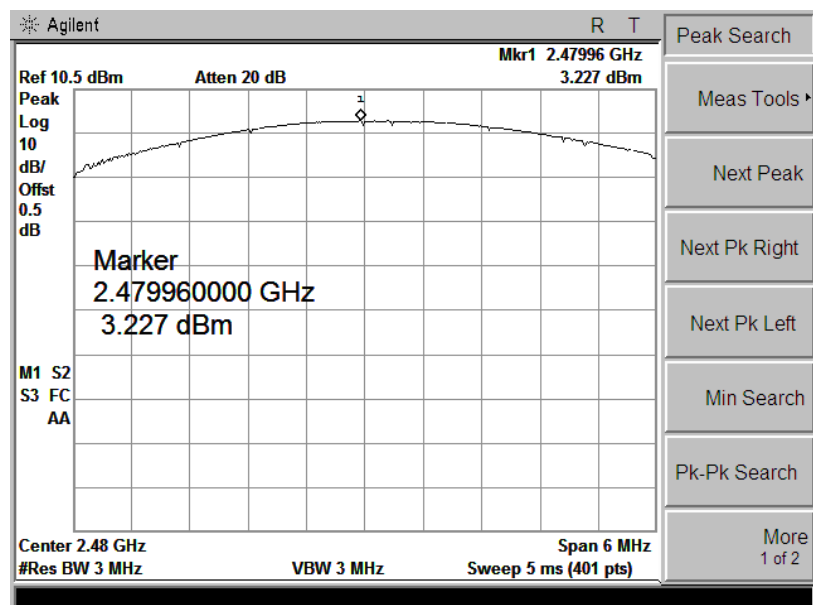 Agilent R T
Mkr1 2.47996 GHz
Ref 10.5 dBm Atten 20 dB 3.227 dBm
Peak
Log
10
dB/
Offst
0.5
dB
1
Marker
2.479960000 GHz
3.227 dBm
M1 S2
S3 FC
AA
Center 2.48 GHz Span 6 MHz
#Res BW 3 MHz VBW 3 MHz Sweep 5 ms (401 pts)
Peak Search
Meas Tools
Next Peak
Next Pk Right
Next Pk Left
Min Search
Pk-Pk Search
More
1 of 2